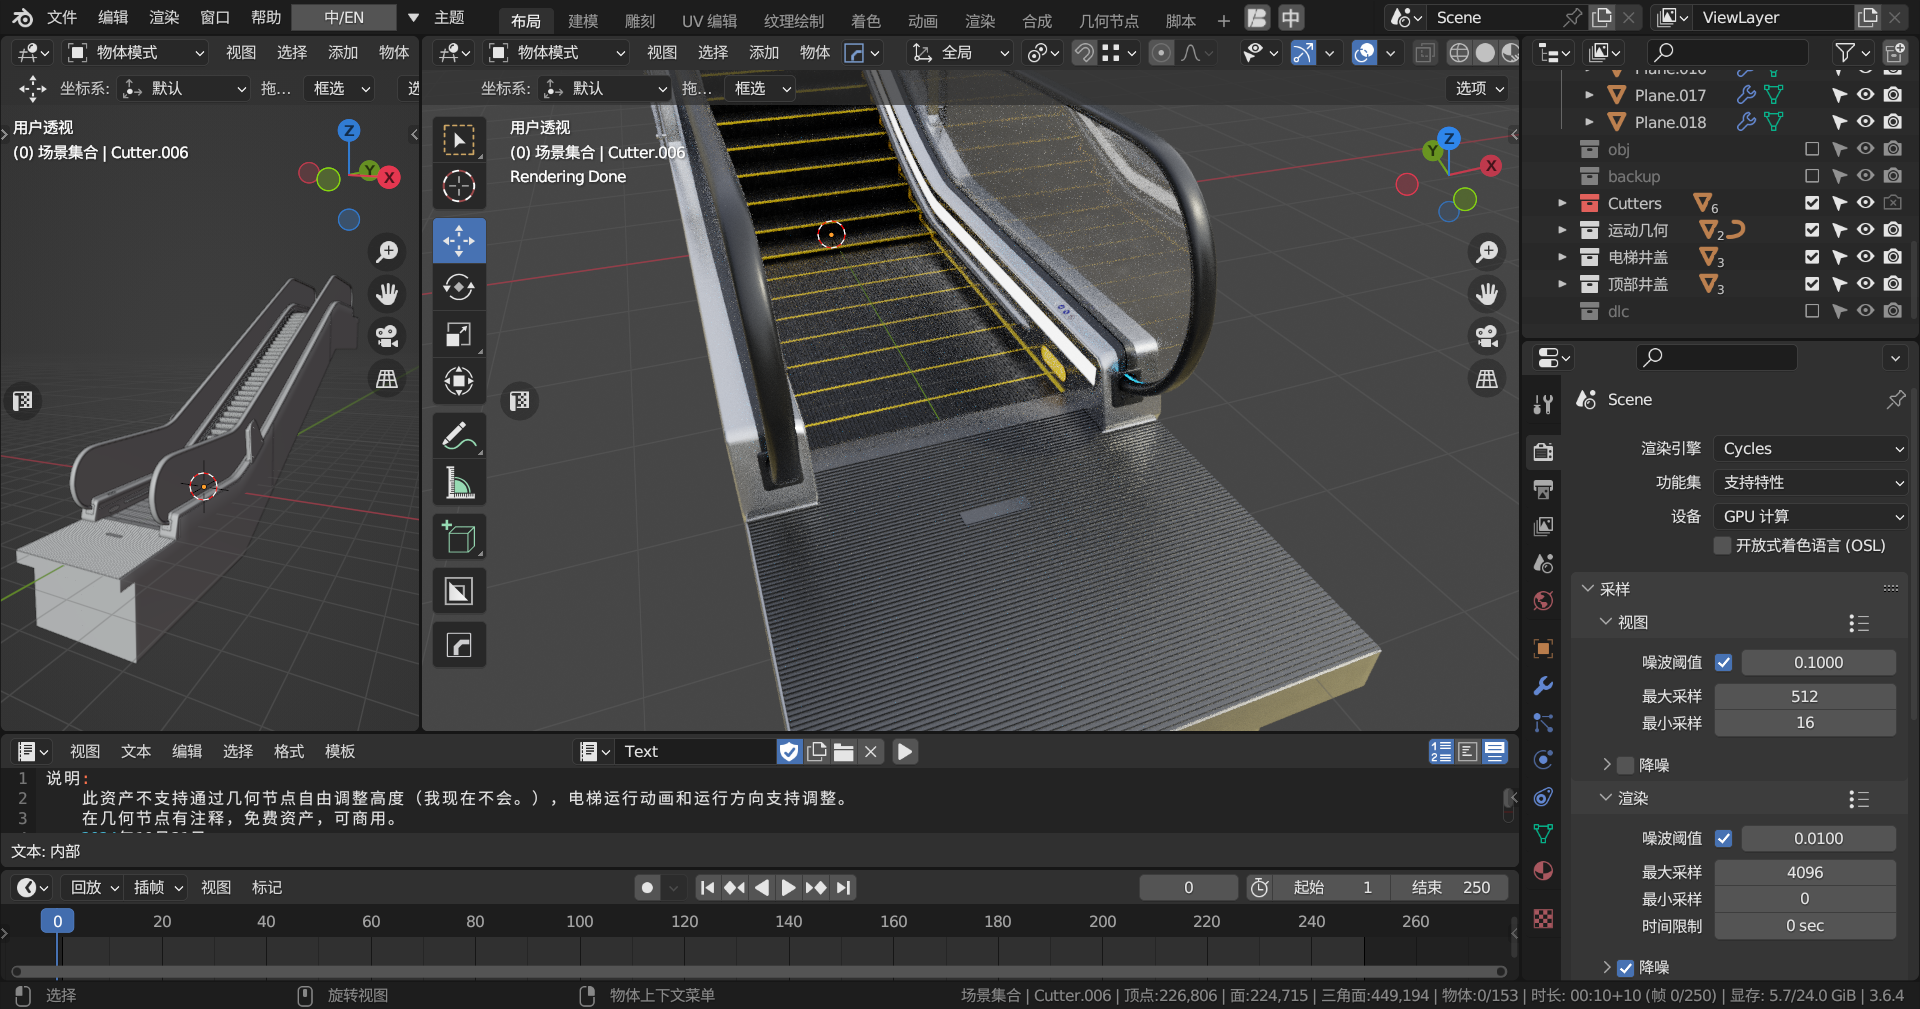 文件 编辑 渲染 窗口 帮助 中/EN 主题 布局 建模 雕刻 UV 编辑 纹理绘制 着色 动画 渲染 合成 几何节点 脚本 + 中 Scene ViewLayer
物体模式 视图 选择 添加 物体
物体模式 视图 选择 添加 物体 全局
坐标系: 默认 拖... 框选
坐标系: 默认 拖... 框选 选项
用户透视
(0) 场景集合 | Cutter.006
用户透视
(0) 场景集合 | Cutter.006
Rendering Done
Z
Y
X
Z
Y
X
Plane.017
Plane.018
obj
backup
Cutters 6
运动几何 2
电梯井盖 3
顶部井盖 3
dlc
Scene
渲染引擎 Cycles
功能集 支持特性
设备 GPU 计算
开放式着色语言 (OSL)
采样
视图
噪波阈值 0.1000
最大采样 512
最小采样 16
降噪
渲染
噪波阈值 0.0100
最大采样 4096
最小采样 0
时间限制 0 sec
降噪
视图 文本 编辑 选择 格式 模板 Text
1 说明:
2 此资产不支持通过几何节点自由调整高度（我现在不会。），电梯运行动画和运行方向支持调整。
3 在几何节点有注释，免费资产，可商用。
文本: 内部
回放 插帧 视图 标记 0 起始 1 结束 250
0 20 40 60 80 100 120 140 160 180 200 220 240 260
选择 旋转视图 物体上下文菜单 场景集合 | Cutter.006 | 顶点:226,806 | 面:224,715 | 三角面:449,194 | 物体:0/153 | 时长: 00:10+10 (帧 0/250) | 显存: 5.7/24.0 GiB | 3.6.4